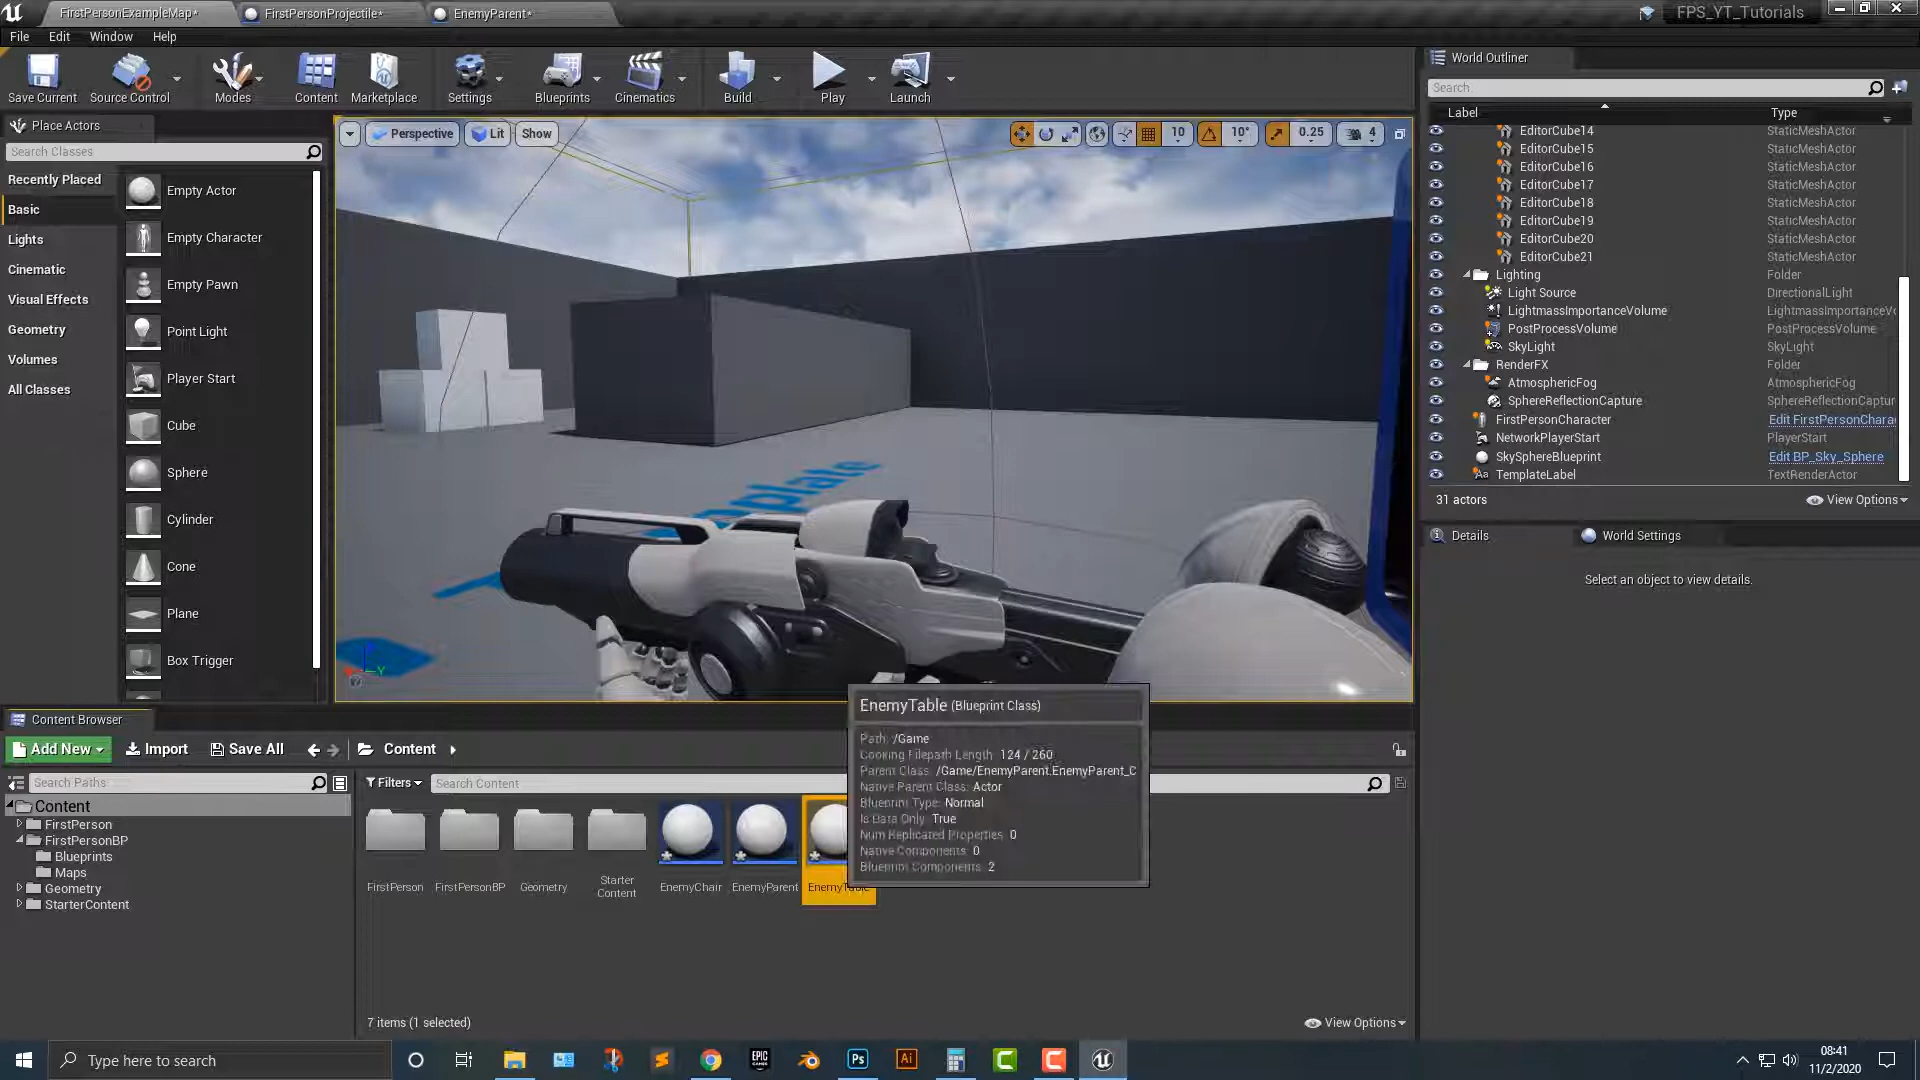 FirstPersonExampleMap*
FirstPersonProjectile*
EnemyParent*
FPS_YT_Tutorials
File Edit Window Help
Save Current
Source Control
Modes
Content
Marketplace
Settings
Blueprints
Cinematics
Build
Play
Launch
Place Actors
Search Classes
Recently Placed
Basic
Lights
Cinematic
Visual Effects
Geometry
Volumes
All Classes
Empty Actor
Empty Character
Empty Pawn
Point Light
Player Start
Cube
Sphere
Cylinder
Cone
Plane
Box Trigger
Perspective Lit Show
10 10° 0.25 4
World Outliner
Search
Label Type
EditorCube14 StaticMeshActor
EditorCube15 StaticMeshActor
EditorCube16 StaticMeshActor
EditorCube17 StaticMeshActor
EditorCube18 StaticMeshActor
EditorCube19 StaticMeshActor
EditorCube20 StaticMeshActor
EditorCube21 StaticMeshActor
Lighting Folder
Light Source DirectionalLight
LightmassImportanceVolume LightmassImportanceVo
PostProcessVolume PostProcessVolume
SkyLight SkyLight
RenderFX Folder
AtmosphericFog AtmosphericFog
SphereReflectionCapture SphereReflectionCaptur
FirstPersonCharacter Edit FirstPersonChara
NetworkPlayerStart PlayerStart
SkySphereBlueprint Edit BP_Sky_Sphere
TemplateLabel TextRenderActor
31 actors
View Options
Details
World Settings
Select an object to view details.
Content Browser
Add New
Import
Save All
Content
Search Paths
Filters
Search Content
Content
FirstPerson
FirstPersonBP
Blueprints
Maps
Geometry
StarterContent
FirstPerson
FirstPersonBP
Geometry
Starter
Content
EnemyChair
EnemyParent
EnemyTable
EnemyTable (Blueprint Class)
Path: /Game
Cooking Filepath Length: 124 / 260
Parent Class: /Game/EnemyParent.EnemyParent_C
Native Parent Class: Actor
Blueprint Type: Normal
Is Data Only: True
Num Replicated Properties: 0
Native Components: 0
Blueprint Components: 2
7 items (1 selected)
View Options
Type here to search
EPIC
GAMES
Ps
Ai
08:41
11/2/2020